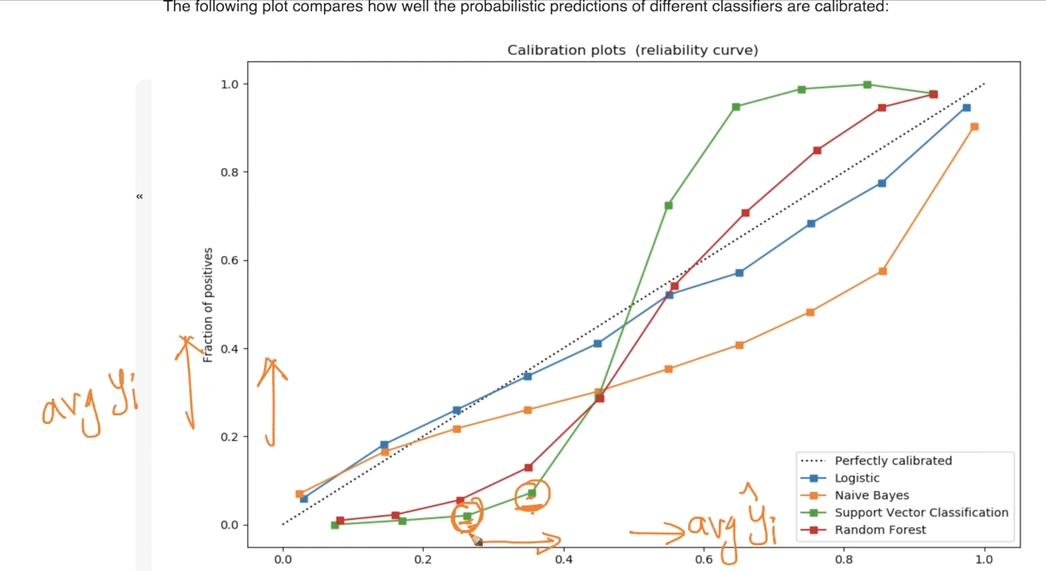 The following plot compares how well the probabilistic predictions of different classifiers are calibrated:
Calibration plots (reliability curve)
1.0
0.8
0.6
0.4
0.2
0.0
Fraction of positives
«
avg yi
Perfectly calibrated
Logistic
Naive Bayes
Support Vector Classification
Random Forest
avg ŷi
0.0 0.2 0.4 0.6 0.8 1.0